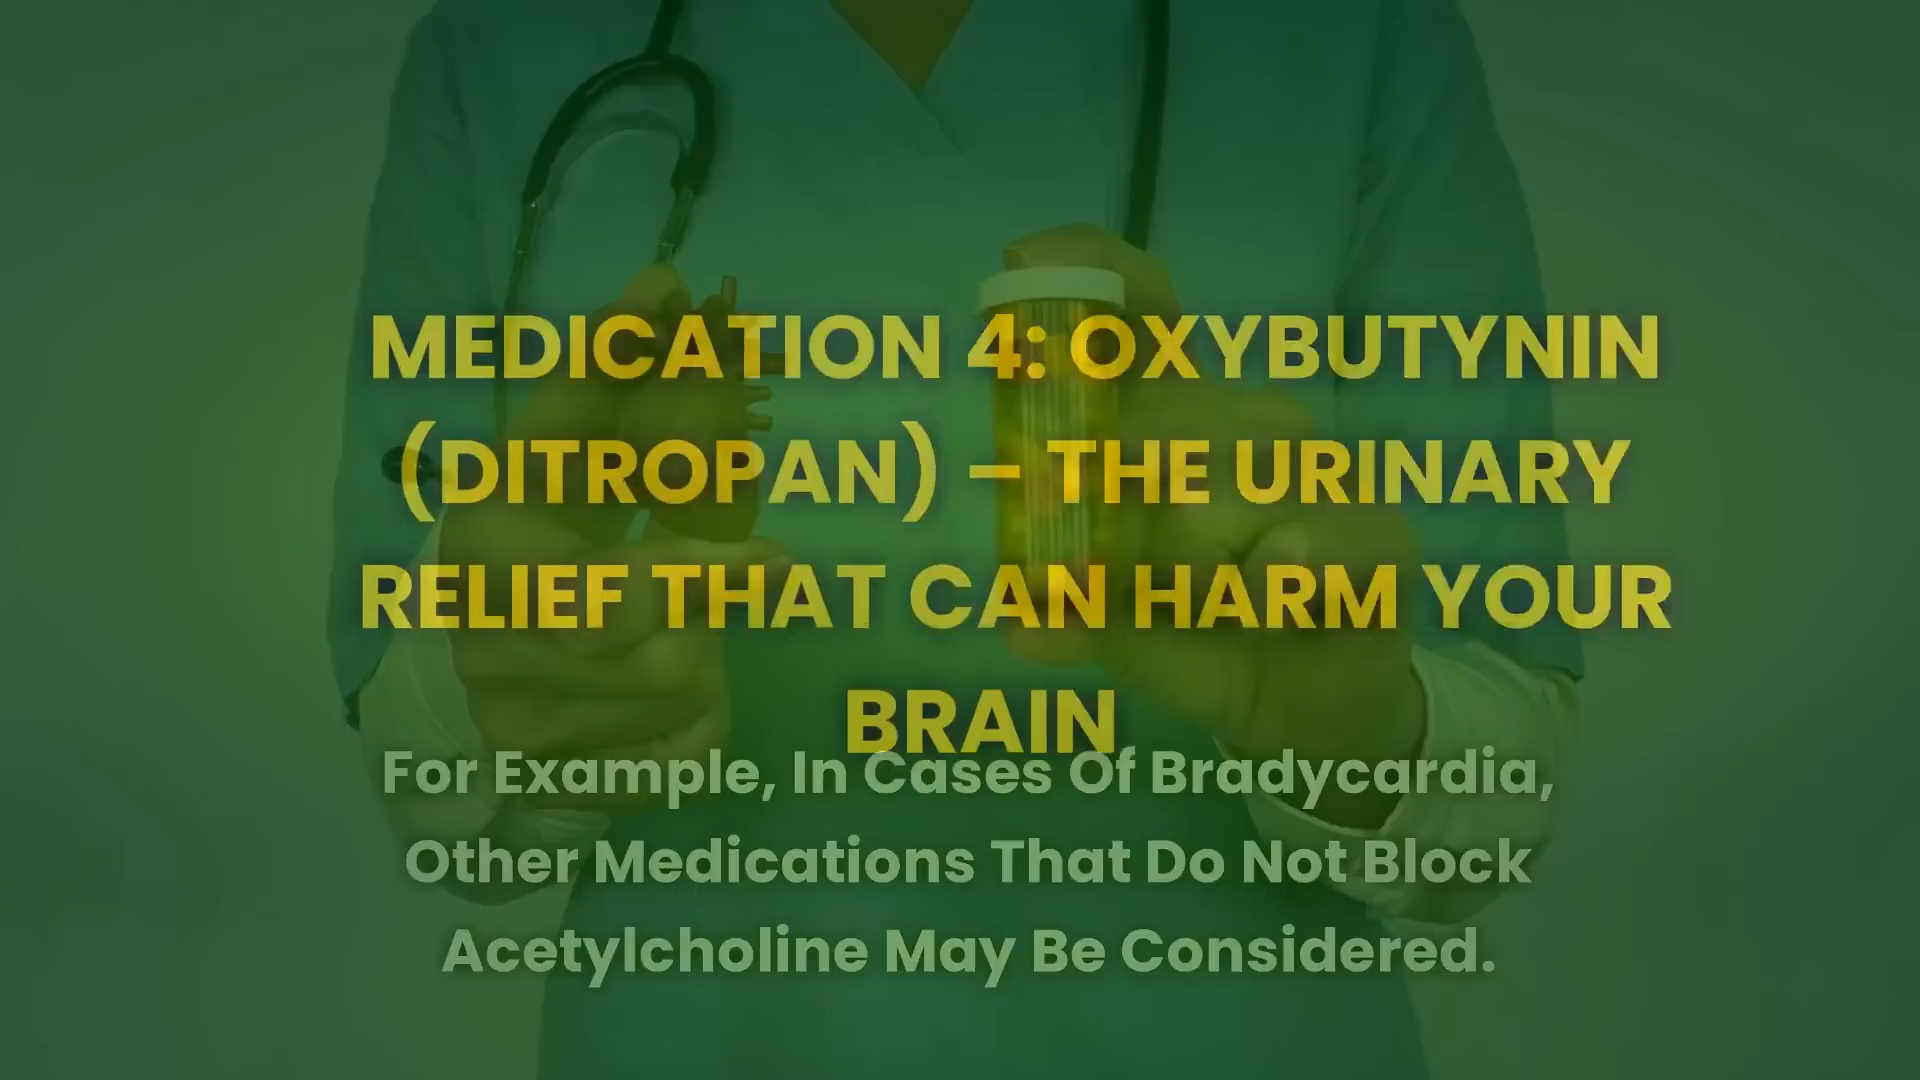 MEDICATION 4: OXYBUTYNIN
(DITROPAN) – THE URINARY
RELIEF THAT CAN HARM YOUR
BRAIN
For Example, In Cases Of Bradycardia,
Other Medications That Do Not Block
Acetylcholine May Be Considered.